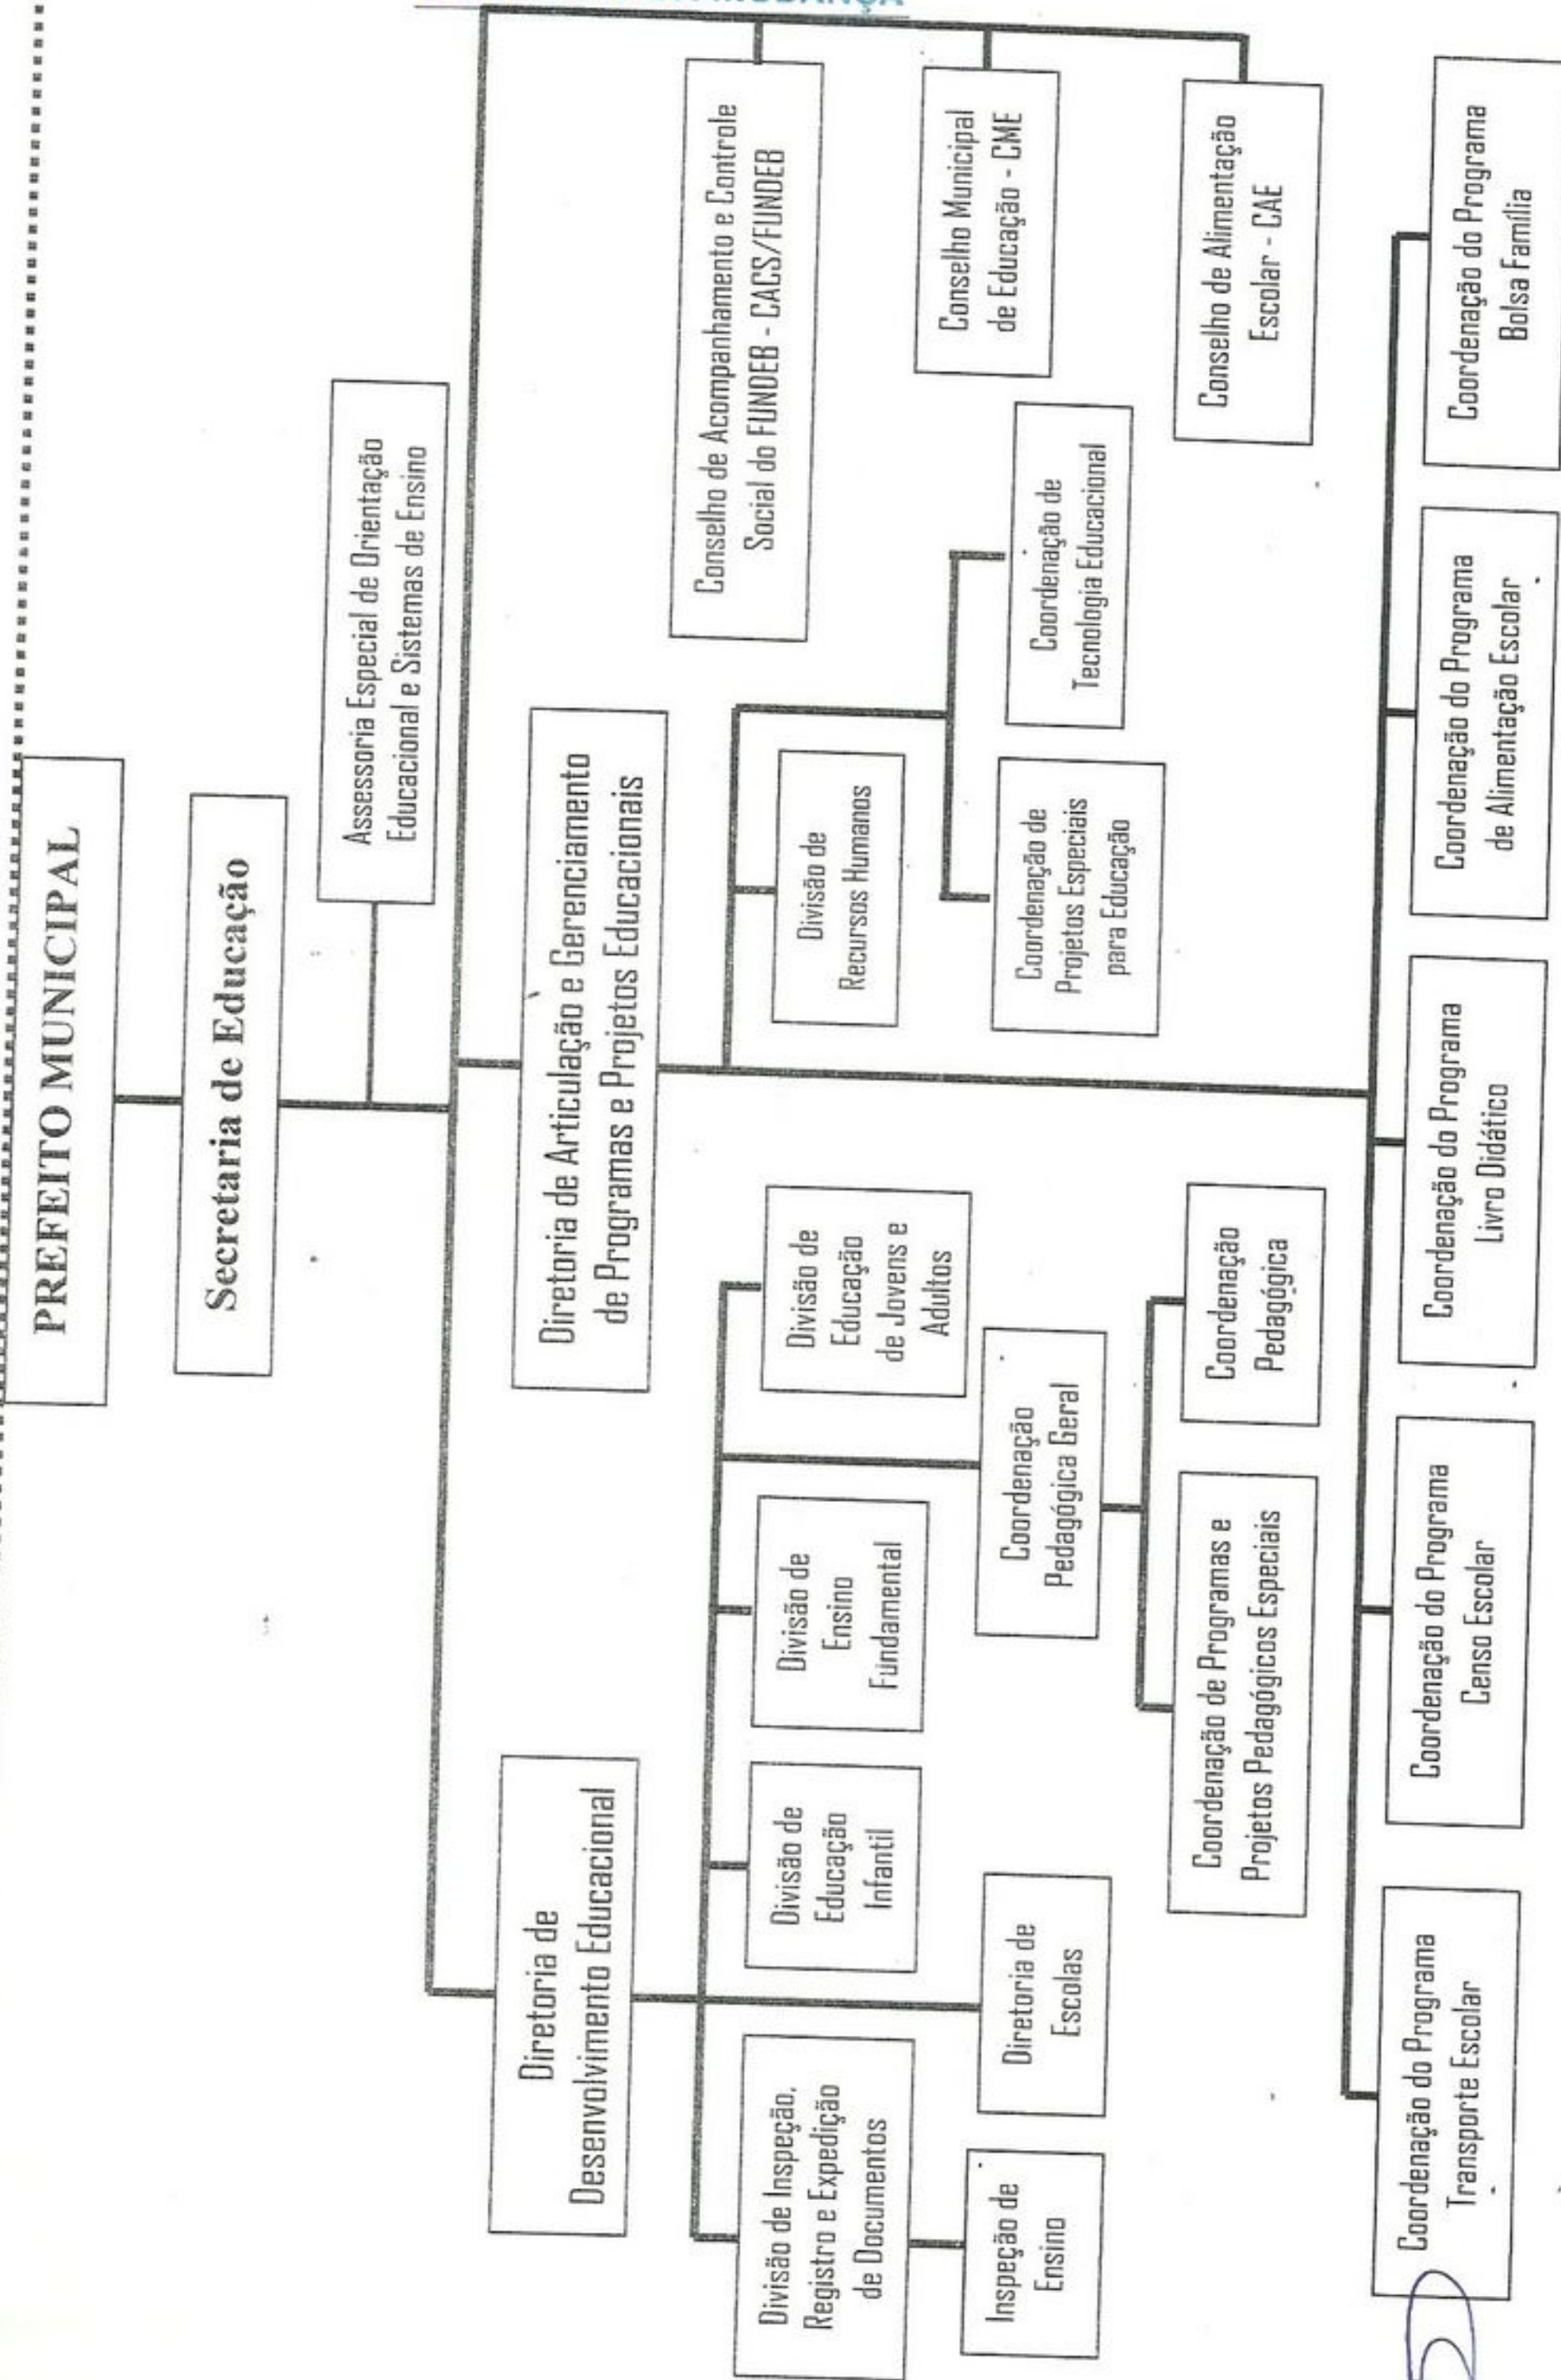 PREFEITO MUNICIPAL
Secretaria de Educação
Assessoria Especial de Orientação
Educacional e Sistemas de Ensino
Diretoria de
Desenvolvimento Educacional
Diretoria de Articulação e Gerenciamento
de Programas e Projetos Educacionais
Conselho de Acompanhamento e Controle
Social do FUNDEB - CACS/FUNDEB
Conselho Municipal
de Educação - CME
Conselho de Alimentação
Escolar - CAE
Divisão de Inspeção,
Registro e Expedição
de Documentos
Divisão de
Educação
Infantil
Divisão de
Ensino
Fundamental
Divisão de
Educação
de Jovens e
Adultos
Divisão de
Recursos Humanos
Inspeção de
Ensino
Diretoria de
Escolas
Coordenação
Pedagógica Geral
Coordenação de
Projetos Especiais
para Educação
Coordenação de
Tecnologia Educacional
Coordenação de Programas e
Projetos Pedagógicos Especiais
Coordenação
Pedagógica
Coordenação do Programa
Transporte Escolar
Coordenação do Programa
Censo Escolar
Coordenação do Programa
Livro Didático
Coordenação do Programa
de Alimentação Escolar
Coordenação do Programa
Bolsa Família